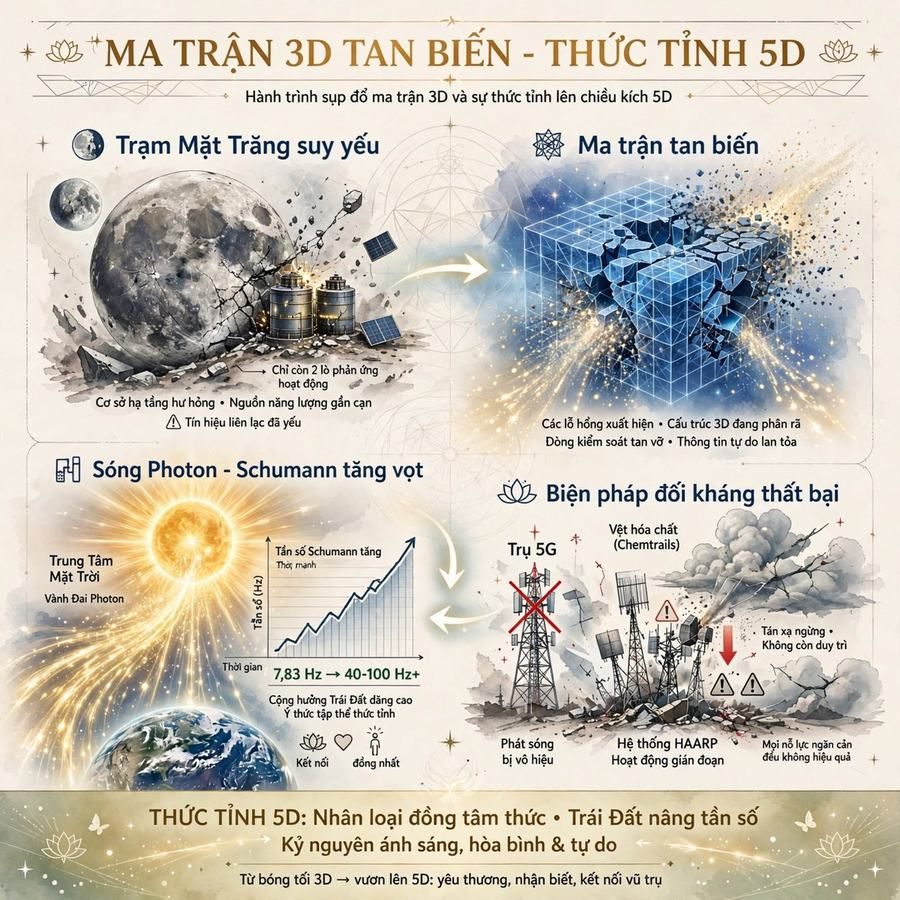 MA TRẬN 3D TAN BIẾN - THỨC TỈNH 5D
Hành trình sụp đổ ma trận 3D và sự thức tỉnh lên chiều kích 5D
Trạm Mặt Trăng suy yếu
Chỉ còn 2 lò phản ứng
hoạt động
Cơ sở hạ tầng hư hỏng • Nguồn năng lượng gần cạn
Tín hiệu liên lạc đã yếu
Ma trận tan biến
Các lỗ hổng xuất hiện • Cấu trúc 3D đang phân rã
Dòng kiểm soát tan vỡ • Thông tin tự do lan tỏa
Sóng Photon - Schumann tăng vọt
Trung Tâm
Mặt Trời
Vành Đai Photon
Tần số Schumann tăng
mạnh
Tần số (Hz)
Thời gian
7,83 Hz → 40-100 Hz+
Cộng hưởng Trái Đất dâng cao
Ý thức tập thể thức tỉnh
Kết nối
đồng nhất
Biện pháp đối kháng thất bại
Trụ 5G
Vệt hóa chất
(Chemtrails)
Tán xạ ngừng •
Không còn duy trì
Phát sóng
bị vô hiệu
Hệ thống HAARP
Hoạt động gián đoạn
Mọi nỗ lực ngăn cản
đều không hiệu quả
THỨC TỈNH 5D: Nhân loại đồng tâm thức • Trái Đất nâng tần số
Kỷ nguyên ánh sáng, hòa bình & tự do
Từ bóng tối 3D → vươn lên 5D: yêu thương, nhận biết, kết nối vũ trụ